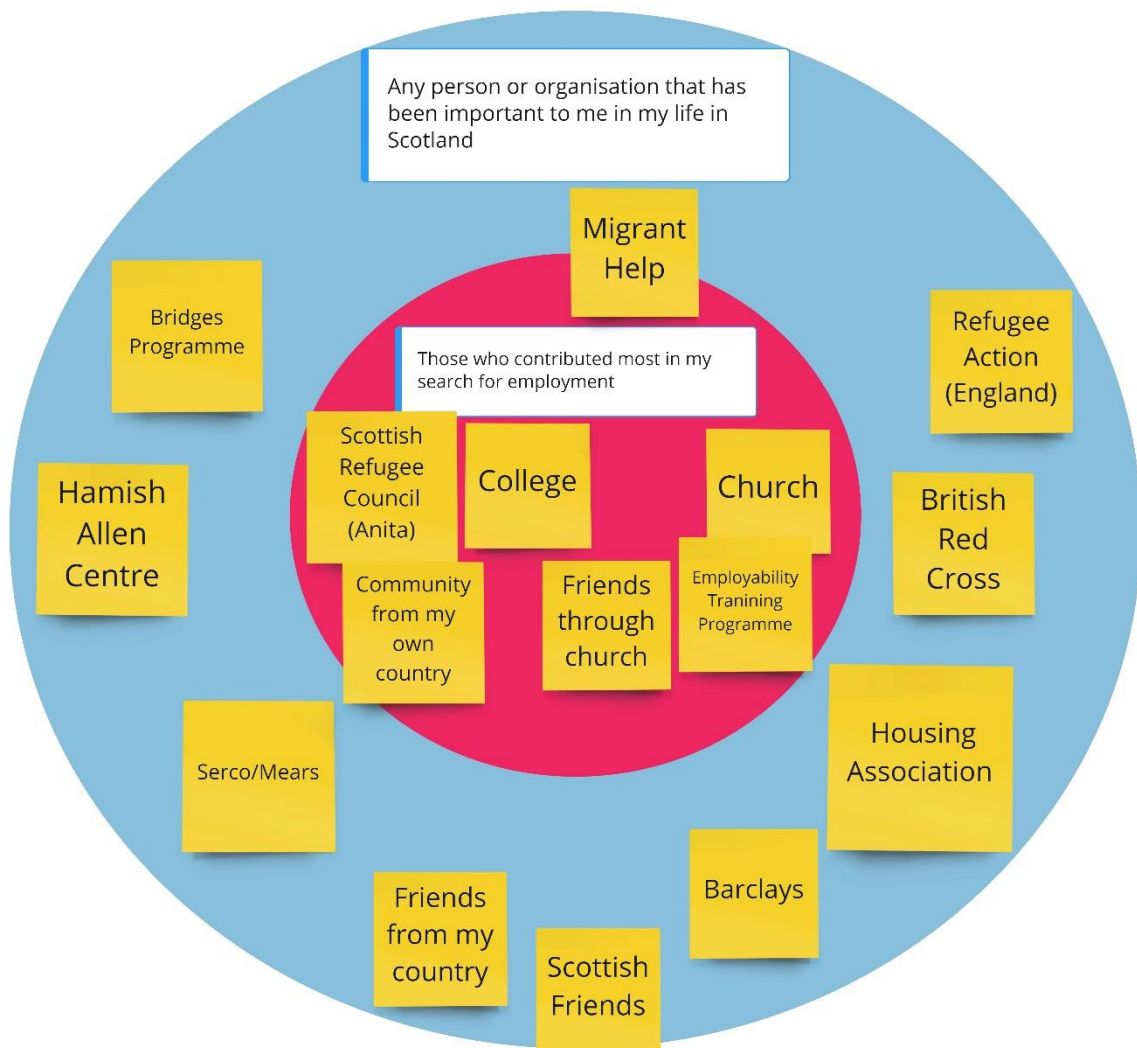 Any person or organisation that has
been important to me in my life in
Scotland
Migrant
Help
Bridges
Programme
Refugee
Action
(England)
Those who contributed most in my
search for employment
Scottish
Refugee
Council
(Anita)
College
Church
Hamish
Allen
Centre
British
Red
Cross
Community
from my
own
country
Friends
through
church
Employability
Tranining
Programme
Housing
Association
Serco/Mears
Barclays
Friends
from my
country
Scottish
Friends